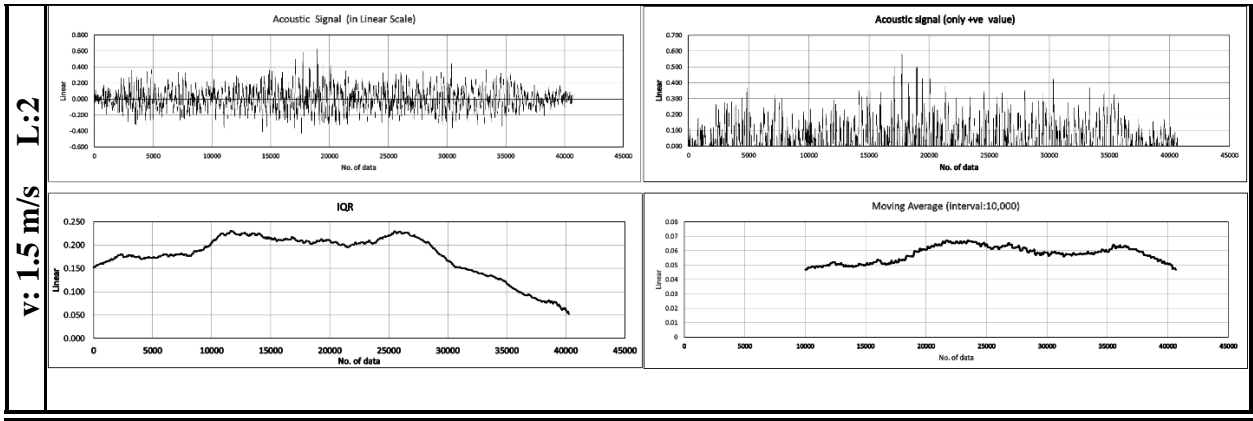 v: 1.5 m/s L:2
Acoustic Signal (in Linear Scale)
0.800
0.600
0.400
0.200
0.000
-0.200
-0.400
-0.600
Linear
0 5000 10000 15000 20000 25000 30000 35000 40000 45000
No. of data
Acoustic signal (only +ve value)
0.700
0.600
0.500
0.400
0.300
0.200
0.100
0.000
Linear
0 5000 10000 15000 20000 25000 30000 35000 40000 45000
No. of data
IQR
0.250
0.200
0.150
0.100
0.050
0.000
Linear
0 5000 10000 15000 20000 25000 30000 35000 40000 45000
No. of data
Moving Average (interval:10,000)
0.08
0.07
0.06
0.05
0.04
0.03
0.02
0.01
0
Linear
0 5000 10000 15000 20000 25000 30000 35000 40000 45000
No. of data